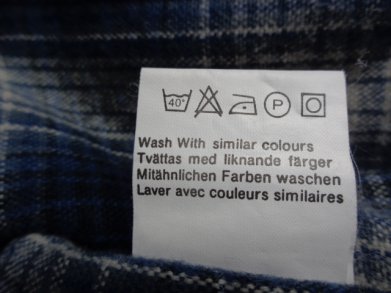 40°
P
Wash With similar colours
Tvättas med liknande färger
Mitähnlichen Farben waschen
Laver avec couleurs similaires